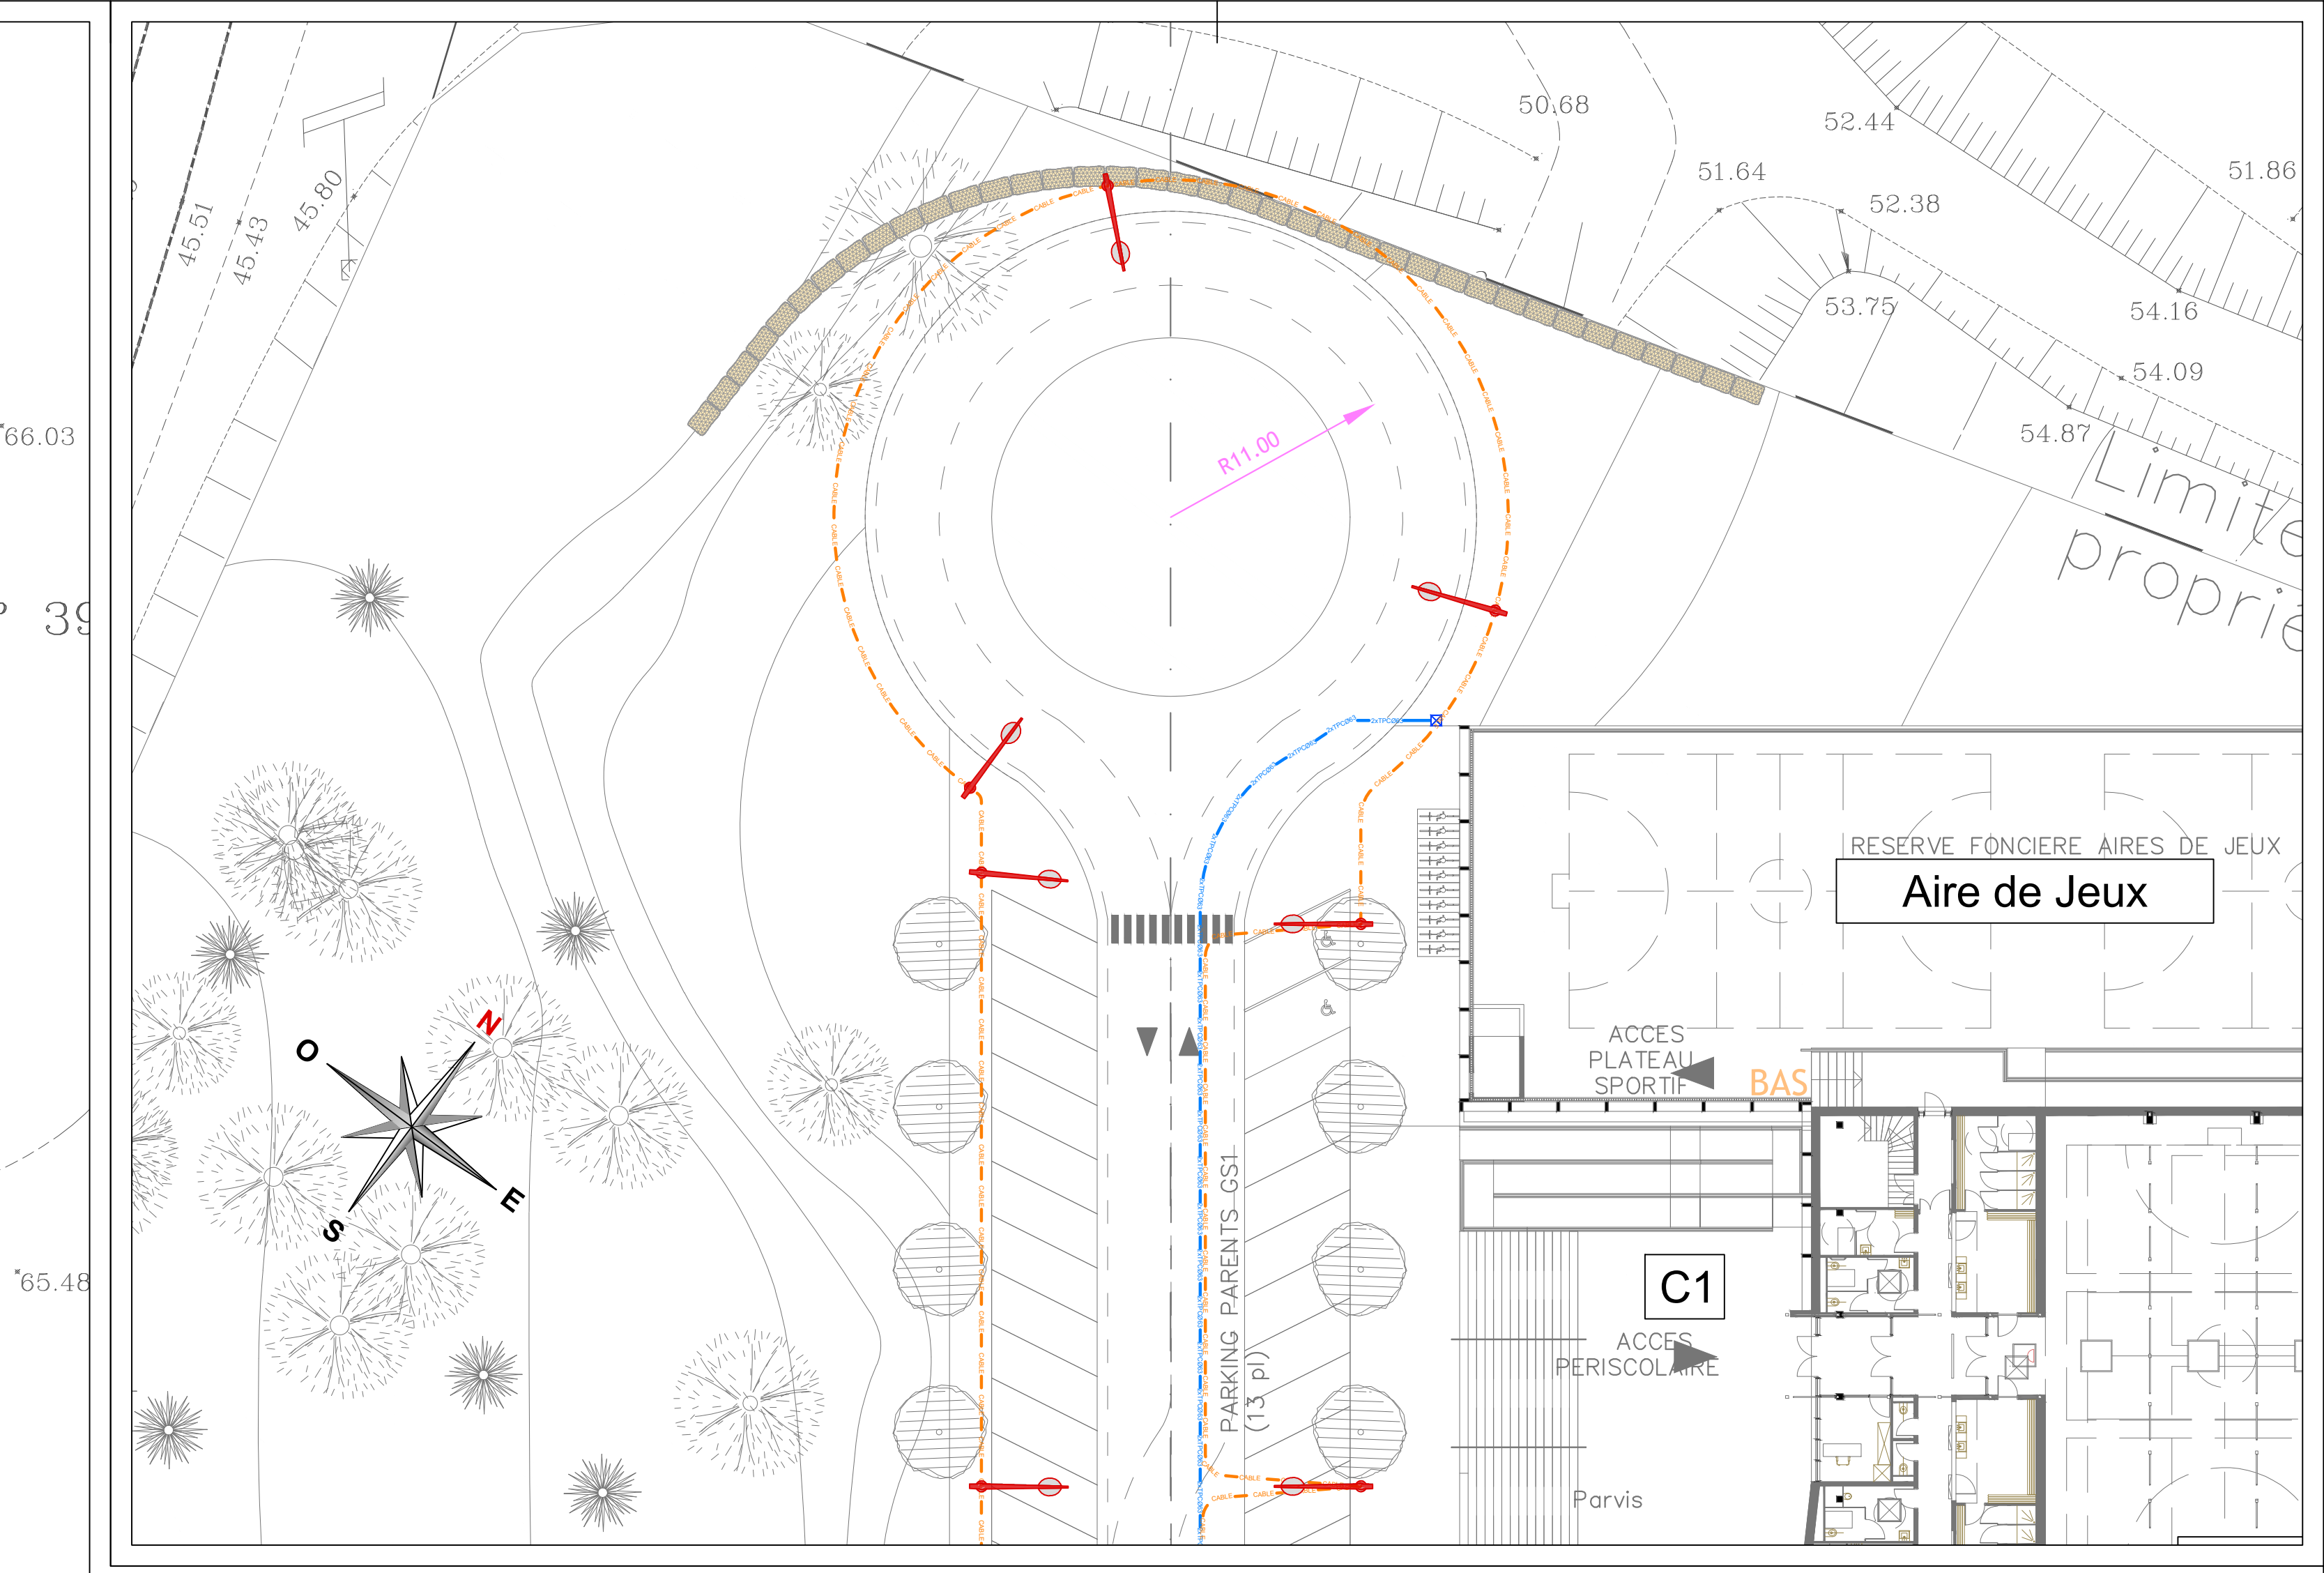 50.68
52.44
51.86
51.64
52.38
45.51
45.43
45.80
53.75
54.16
54.09
66.03
54.87
R11.00
Limite
proprié
39
CABLE
2xTPCØ63
RESERVE FONCIERE AIRES DE JEUX
Aire de Jeux
N
O
E
S
ACCES
PLATEAU
SPORTIF
BAS
PARKING PARENTS GS1
(13 pl)
65.48
C1
ACCES
PERISCOLAIRE
Parvis